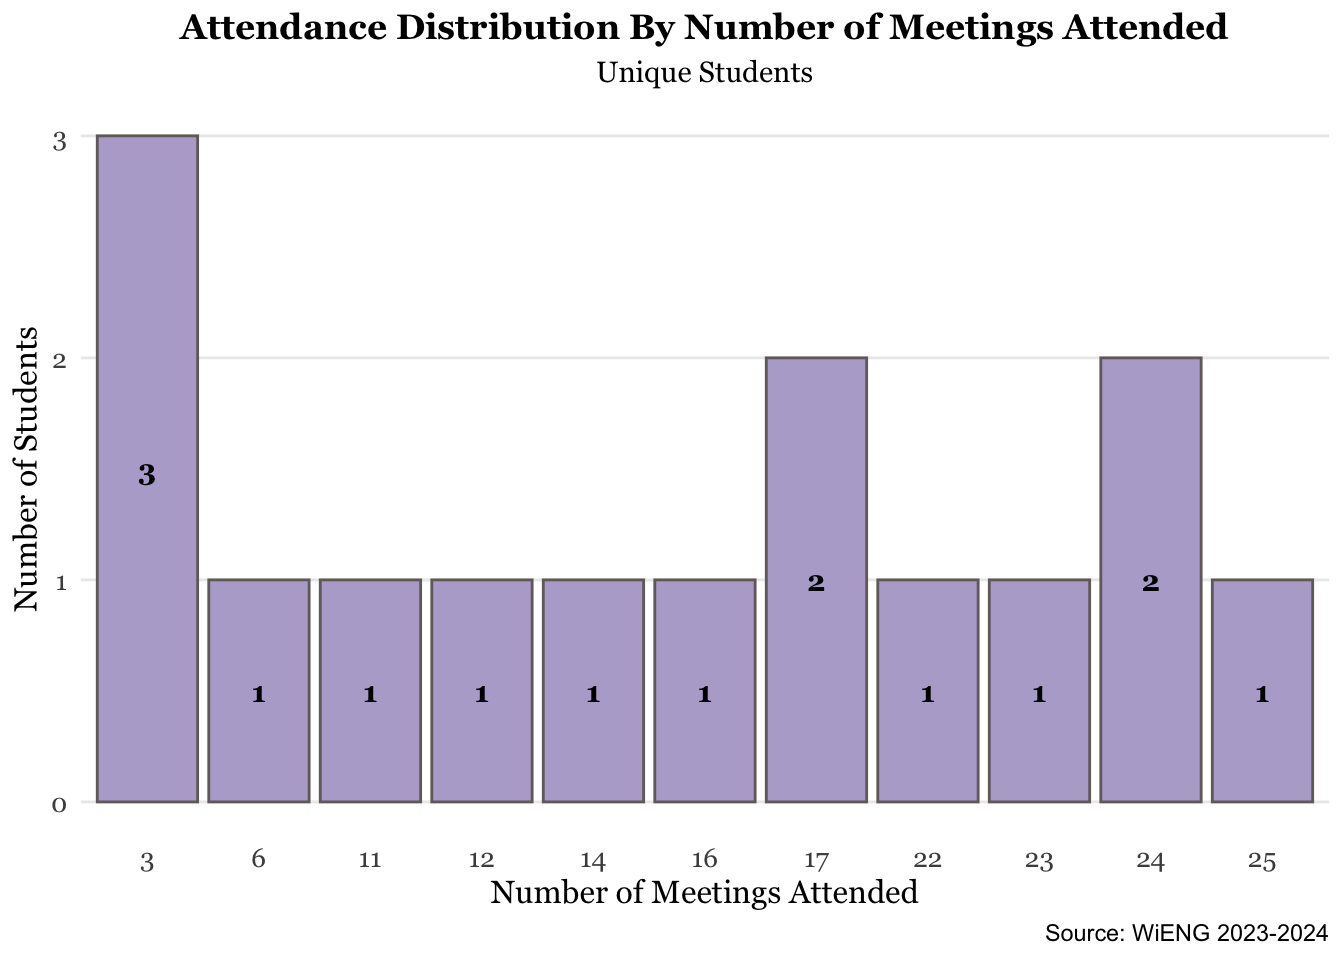 Attendance Distribution By Number of Meetings Attended
Unique Students
Number of Students
3
2
1
0
3
1
1
1
1
1
2
1
1
2
1
3 6 11 12 14 16 17 22 23 24 25
Number of Meetings Attended
Source: WiENG 2023-2024